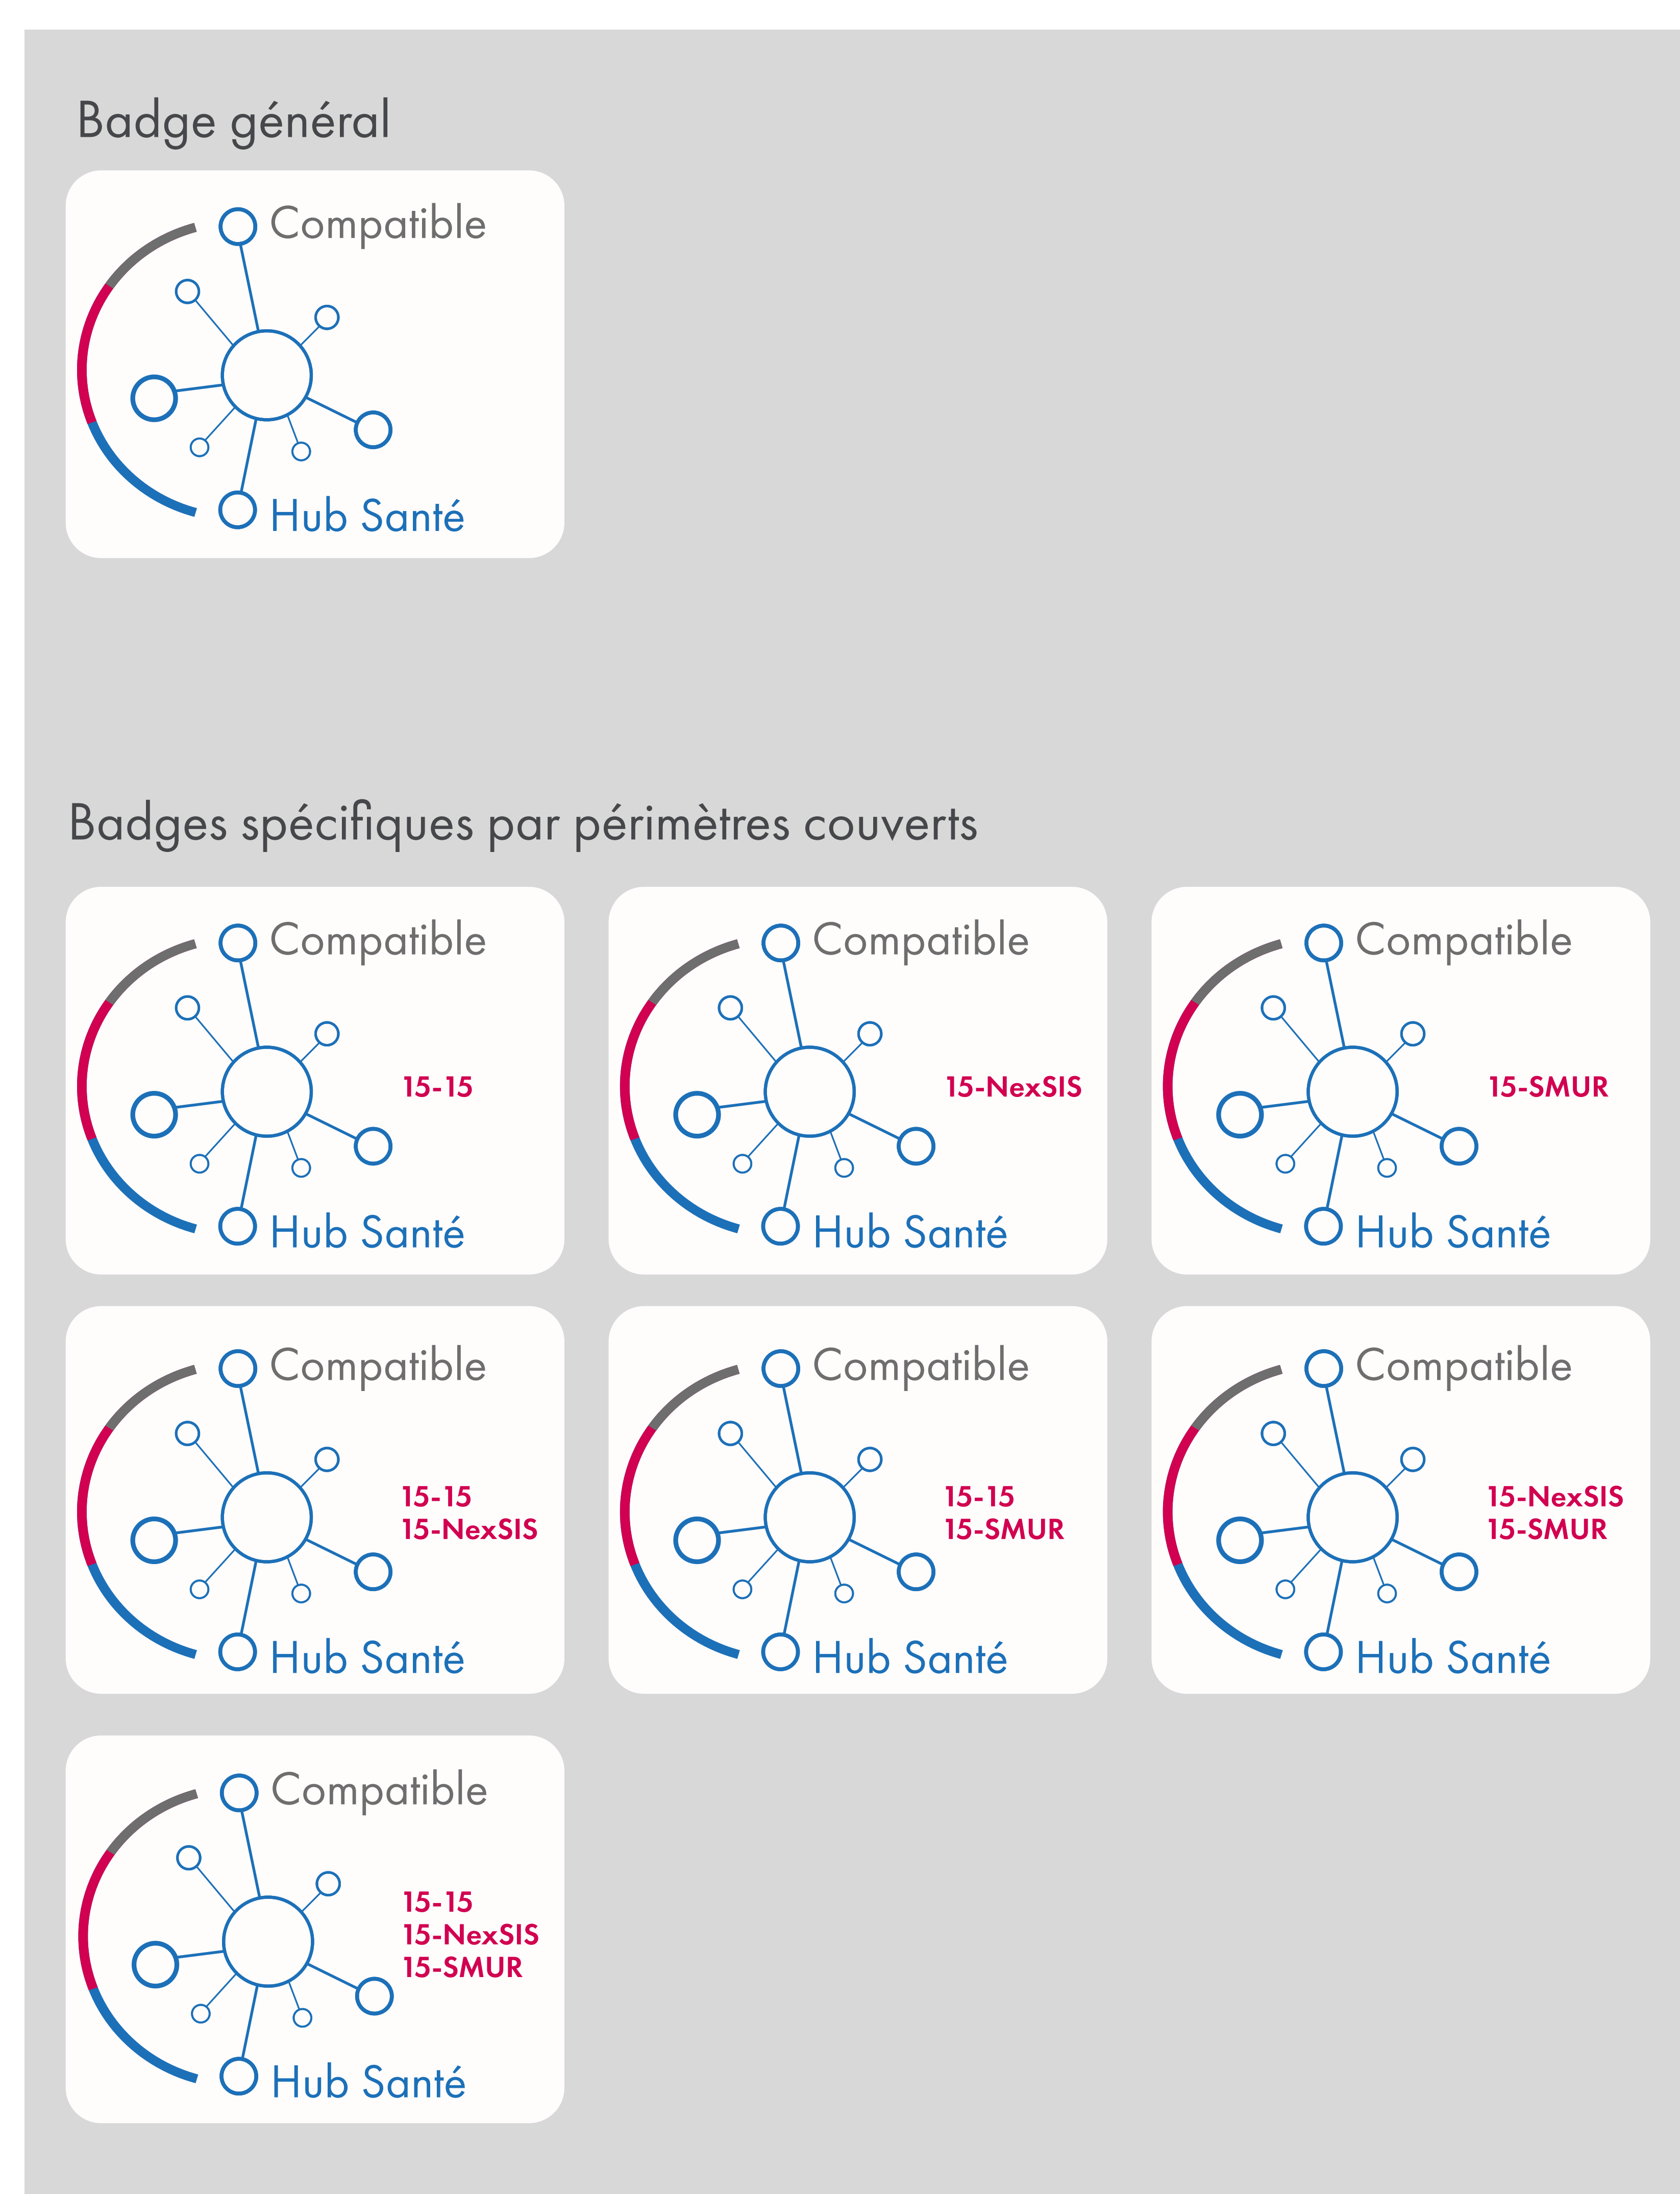 Badge général
Compatible
Hub Santé
Badges spécifiques par périmètres couverts
Compatible
15-15
Hub Santé
Compatible
15-NexSIS
Hub Santé
Compatible
15-SMUR
Hub Santé
Compatible
15-15
15-NexSIS
Hub Santé
Compatible
15-15
15-SMUR
Hub Santé
Compatible
15-NexSIS
15-SMUR
Hub Santé
Compatible
15-15
15-NexSIS
15-SMUR
Hub Santé